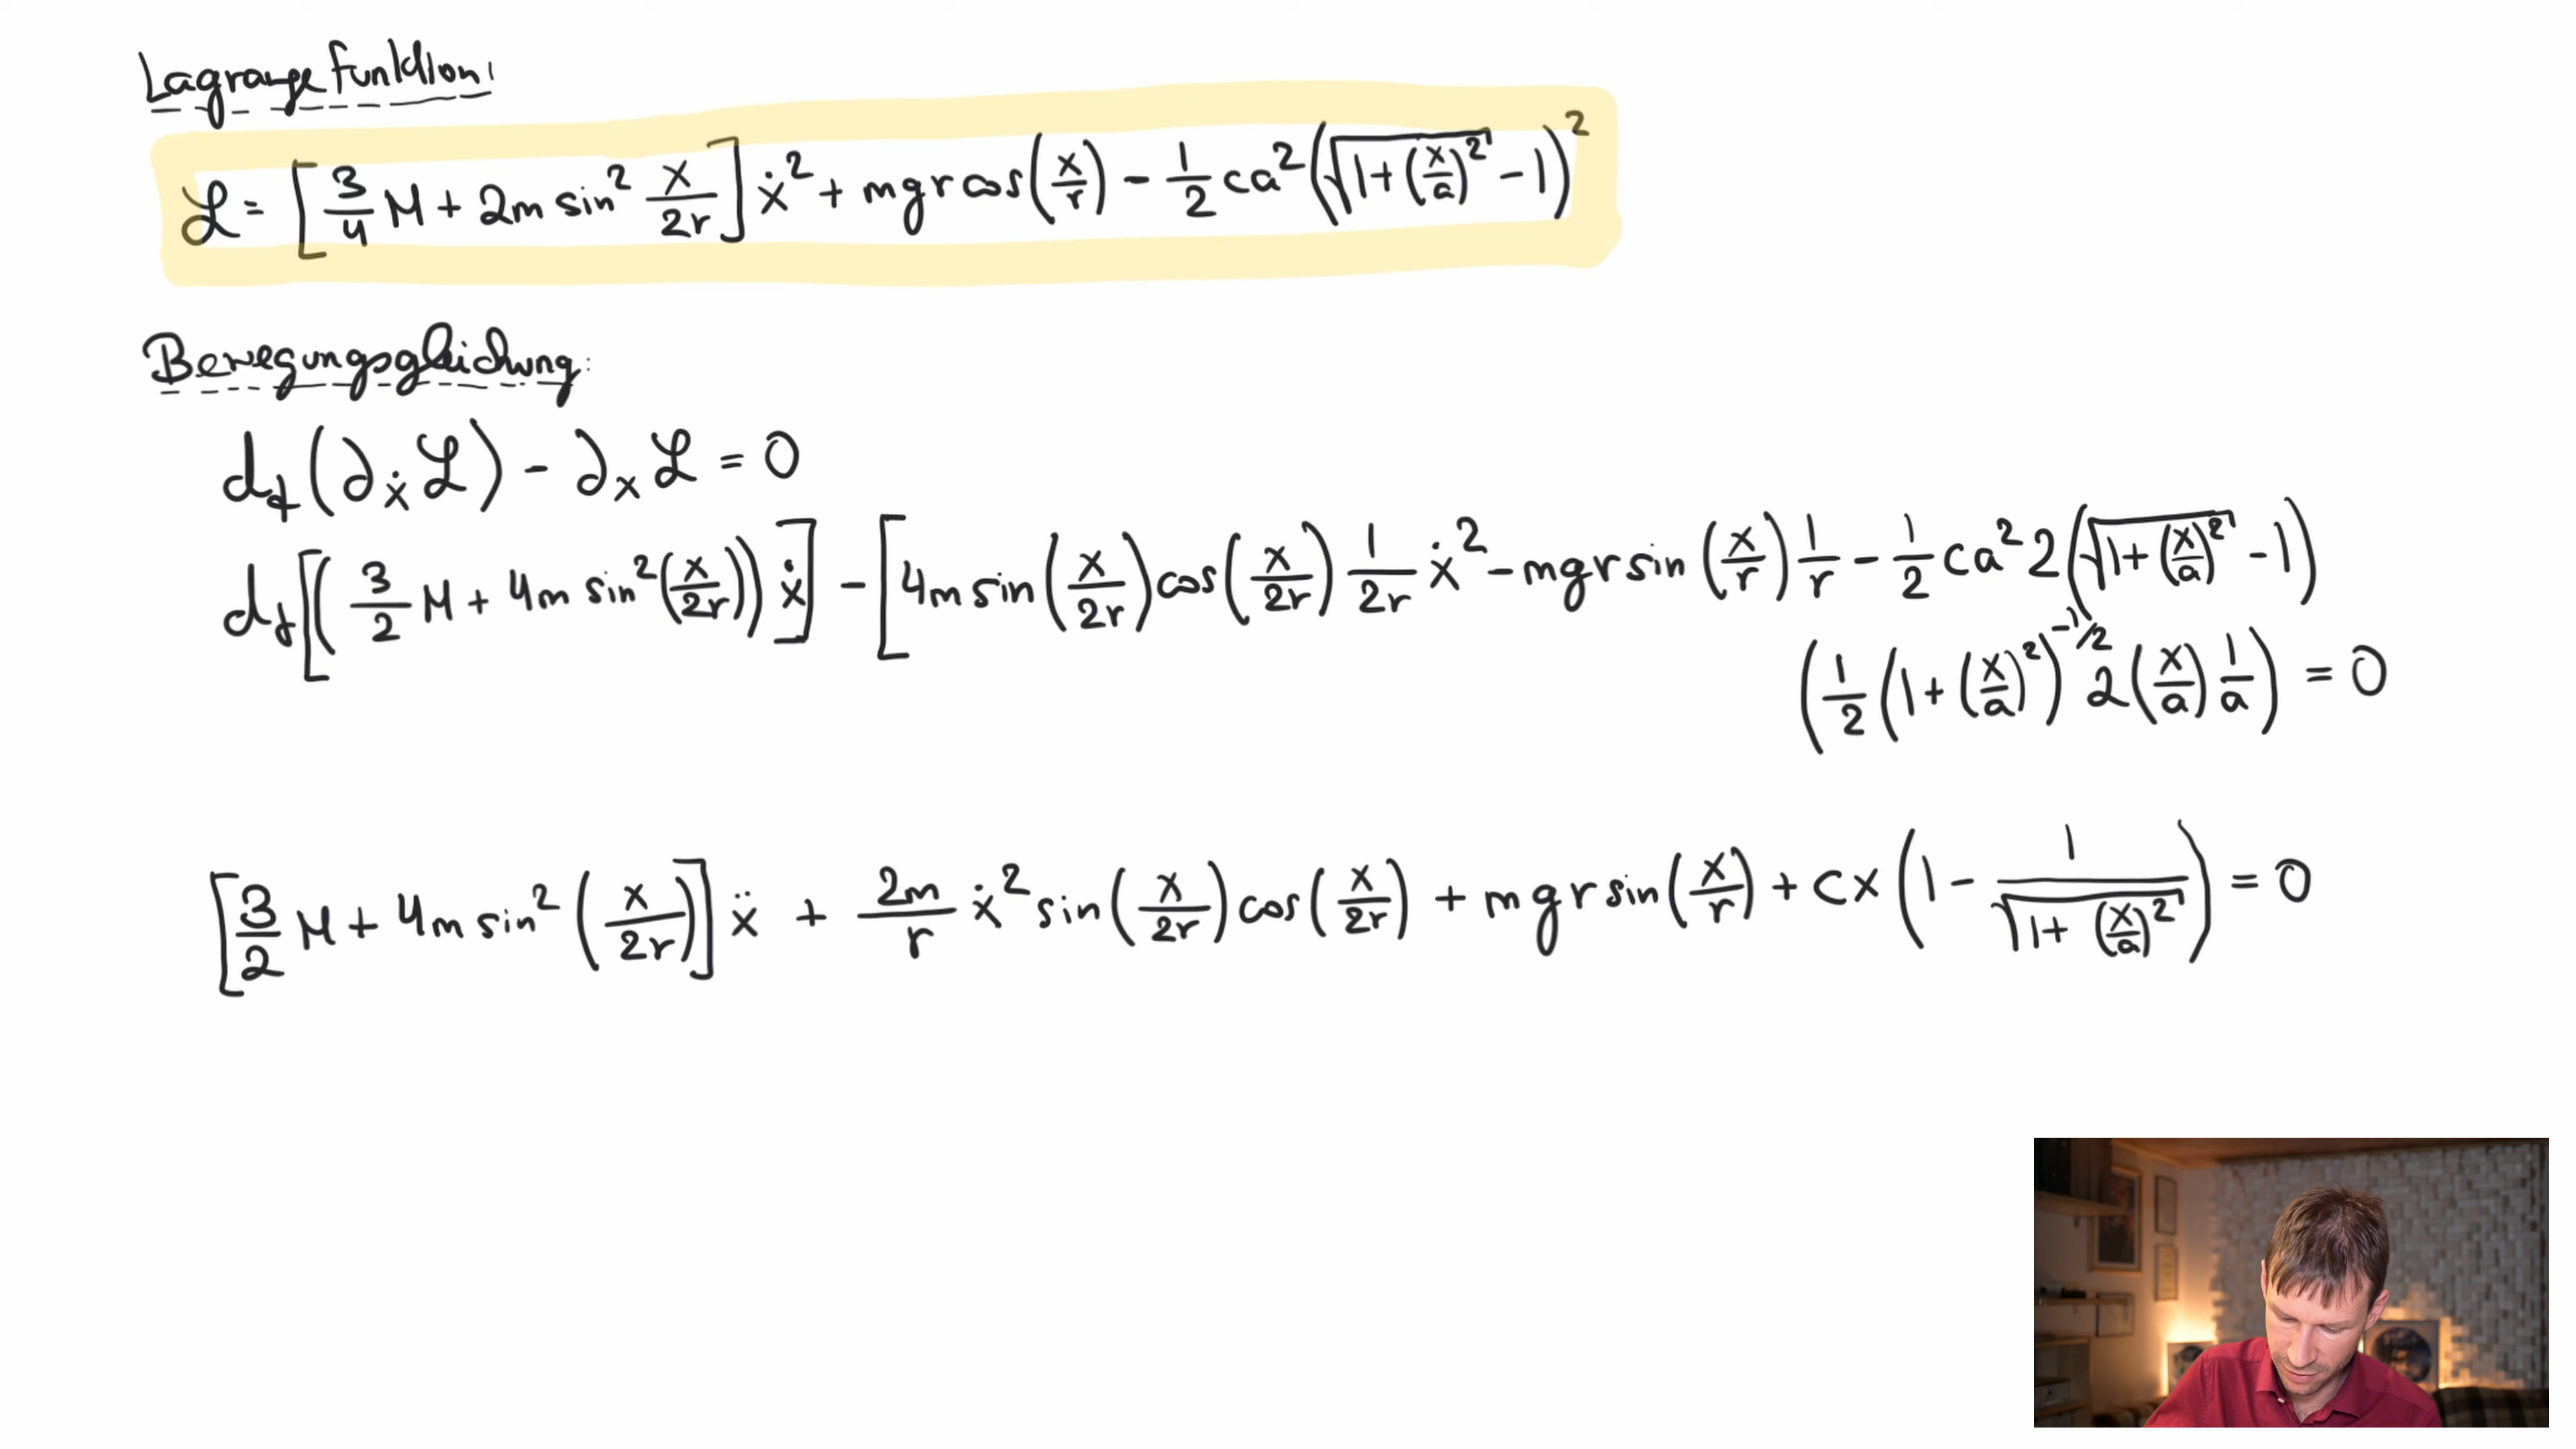 Lagrangefunktion:
ℒ = [3/4 M + 2m sin² x/2r] ẋ² + mgr cos(x/r) - 1/2 ca² (√(1+(x/a)²) - 1)²
Bewegungsgleichung:
d_t(∂_ẋ ℒ) - ∂_x ℒ = 0
d_t[(3/2 M + 4m sin²(x/2r)) ẋ] - [4m sin(x/2r) cos(x/2r) 1/2r ẋ² - mgr sin(x/r) 1/r - 1/2 ca² 2(√(1+(x/a)²) - 1)
(1/2 (1+(x/a)²)^(-1/2) 2(x/a) 1/a) = 0
[3/2 M + 4m sin²(x/2r)] ẍ + 2m/r ẋ² sin(x/2r) cos(x/2r) + mgr sin(x/r) + cx (1 - 1/√(1+(x/a)²)) = 0